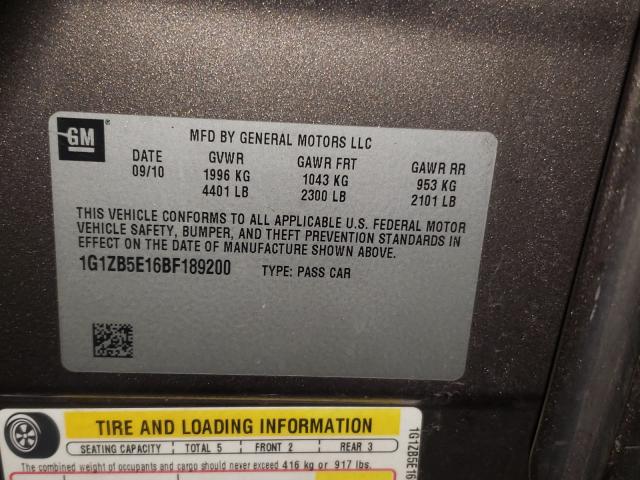 GM ®
MFD BY GENERAL MOTORS LLC
DATE GVWR GAWR FRT GAWR RR
09/10 1996 KG 1043 KG 953 KG
4401 LB 2300 LB 2101 LB
THIS VEHICLE CONFORMS TO ALL APPLICABLE U.S. FEDERAL MOTOR
VEHICLE SAFETY, BUMPER, AND THEFT PREVENTION STANDARDS IN
EFFECT ON THE DATE OF MANUFACTURE SHOWN ABOVE.
1G1ZB5E16BF189200 TYPE: PASS CAR
TIRE AND LOADING INFORMATION
SEATING CAPACITY TOTAL 5 FRONT 2 REAR 3
The combined weight of occupants and cargo should never exceed 416 kg or 917 lbs.
1G1ZB5E16